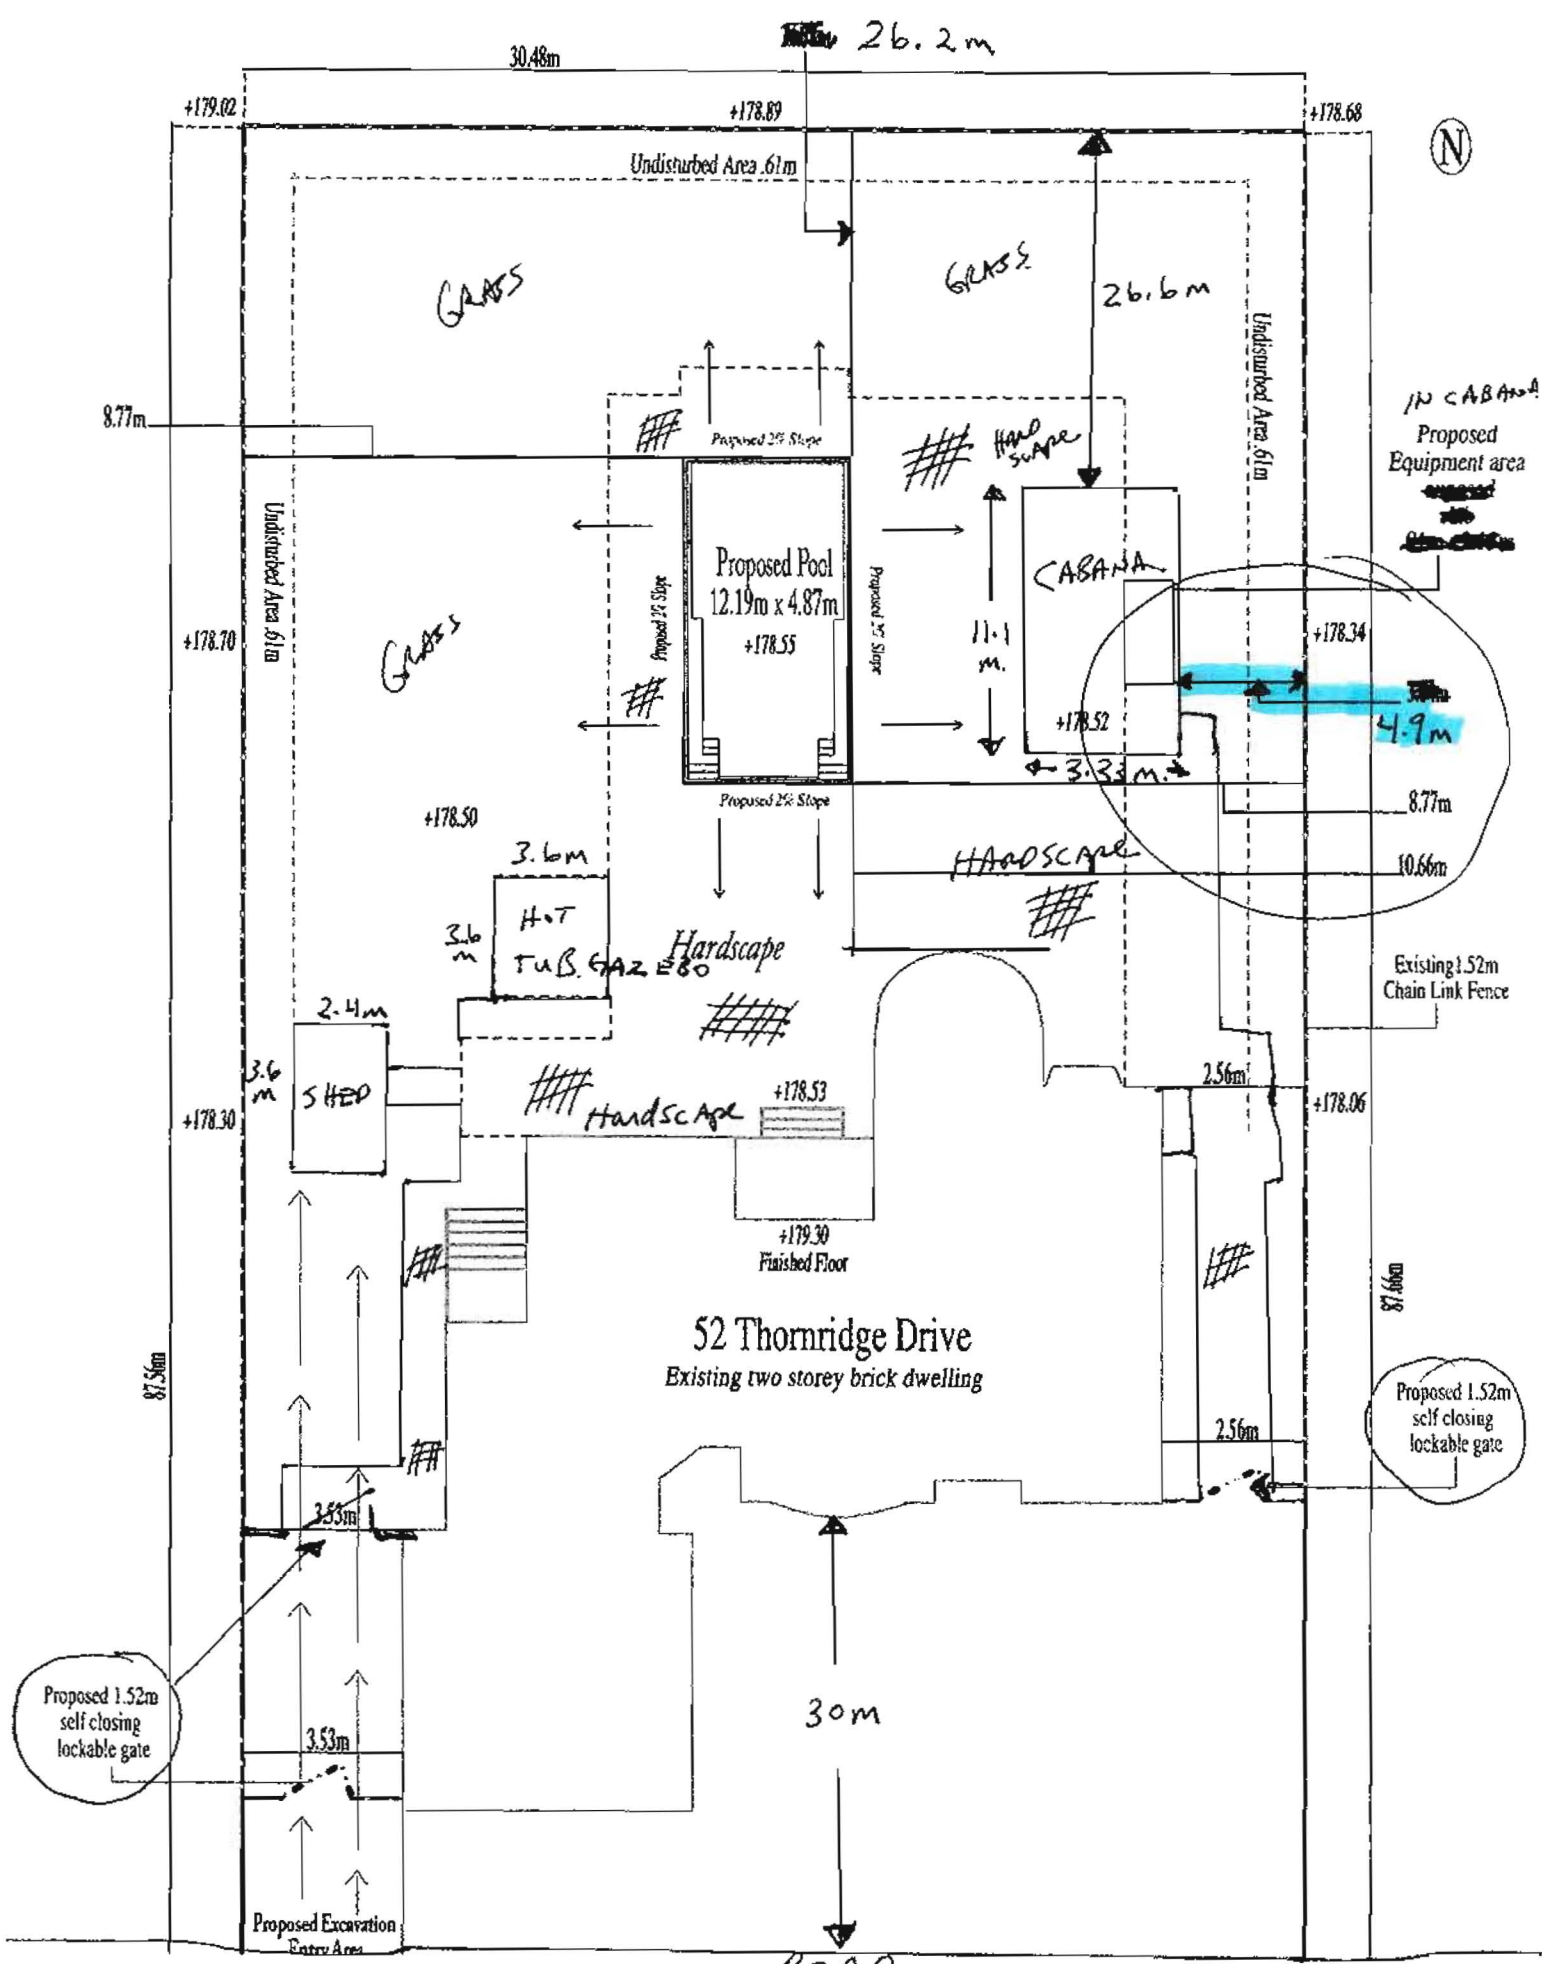 26.2m
30.48m
+179.02
+178.89
+178.68
N
Undisturbed Area .61m
GRASS
GRASS
26.6m
Undisturbed Area .61m
IN CABANA
Proposed
Equipment area
8.77m
Proposed 2% Slope
HARD
SCAPE
Undisturbed Area .61m
Proposed Pool
12.19m x 4.87m
+178.55
Proposed 2% Slope
Proposed 2% Slope
CABANA
11.1
m.
+178.70
GRASS
+178.34
4.9m
+178.52
3.33 m.
Proposed 2% Slope
8.77m
+178.50
3.6m
HARDSCAPE
10.66m
HOT
TUB. GAZEBO
3.6
m
Hardscape
Existing 1.52m
Chain Link Fence
2.4m
3.6
m
SHED
2.56m
+178.30
+178.53
+178.06
HardSCApe
+179.30
Finished Floor
52 Thornridge Drive
Existing two storey brick dwelling
87.56m
87.66m
Proposed 1.52m
self closing
lockable gate
2.56m
3.53m
Proposed 1.52m
self closing
lockable gate
30m
3.53m
Proposed Excavation
Entry Area